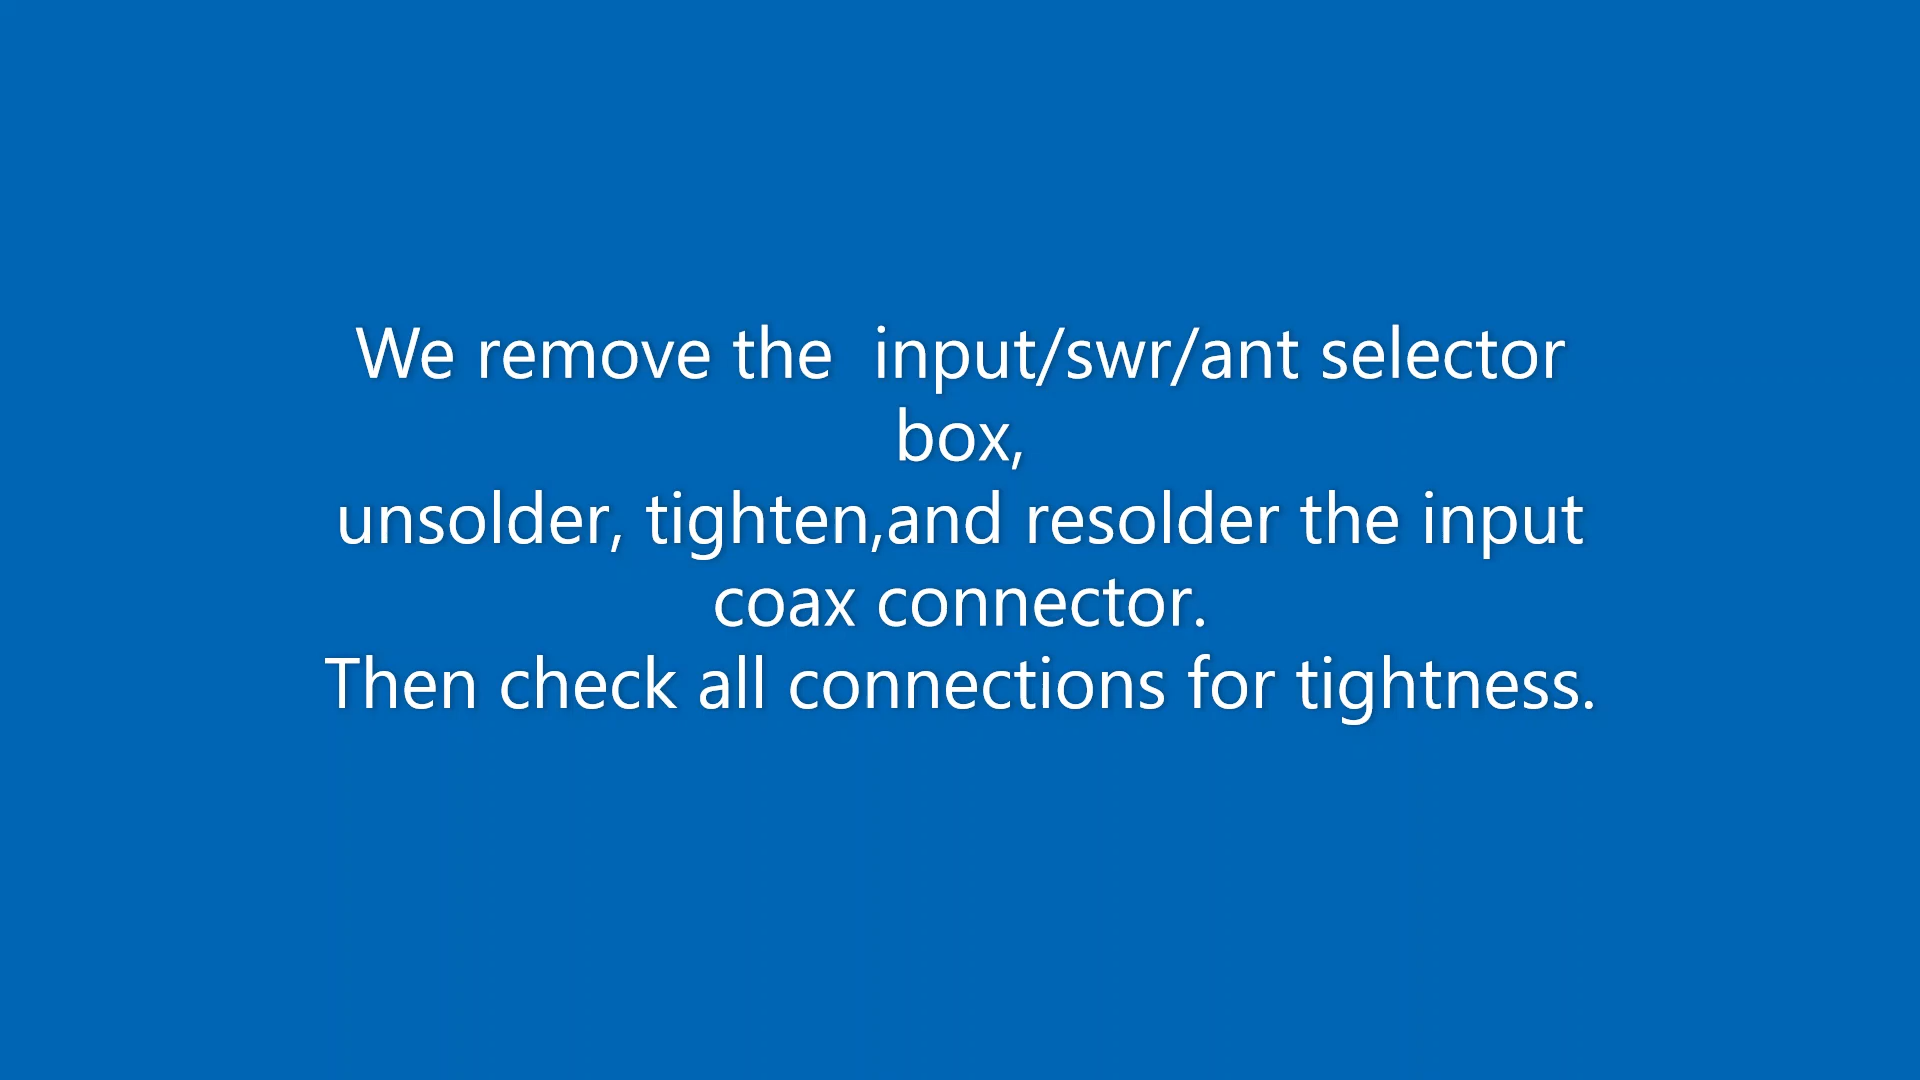 We remove the  input/swr/ant selector
box,
unsolder, tighten,and resolder the input
coax connector.
Then check all connections for tightness.